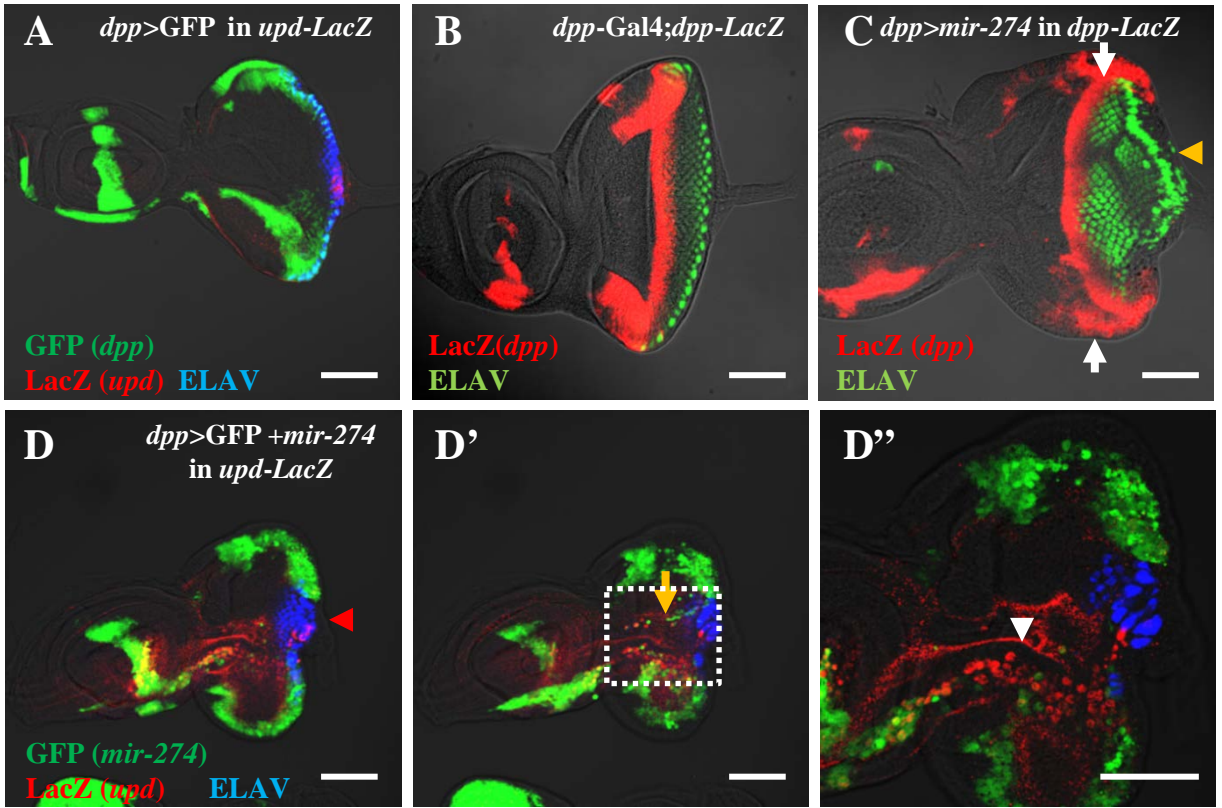 A
dpp>GFP in upd-LacZ
GFP (dpp)
LacZ (upd) ELAV
B
dpp-Gal4;dpp-LacZ
LacZ(dpp)
ELAV
C dpp>mir-274 in dpp-LacZ
LacZ (dpp)
ELAV
D
dpp>GFP +mir-274
in upd-LacZ
GFP (mir-274)
LacZ (upd) ELAV
D’
D’’